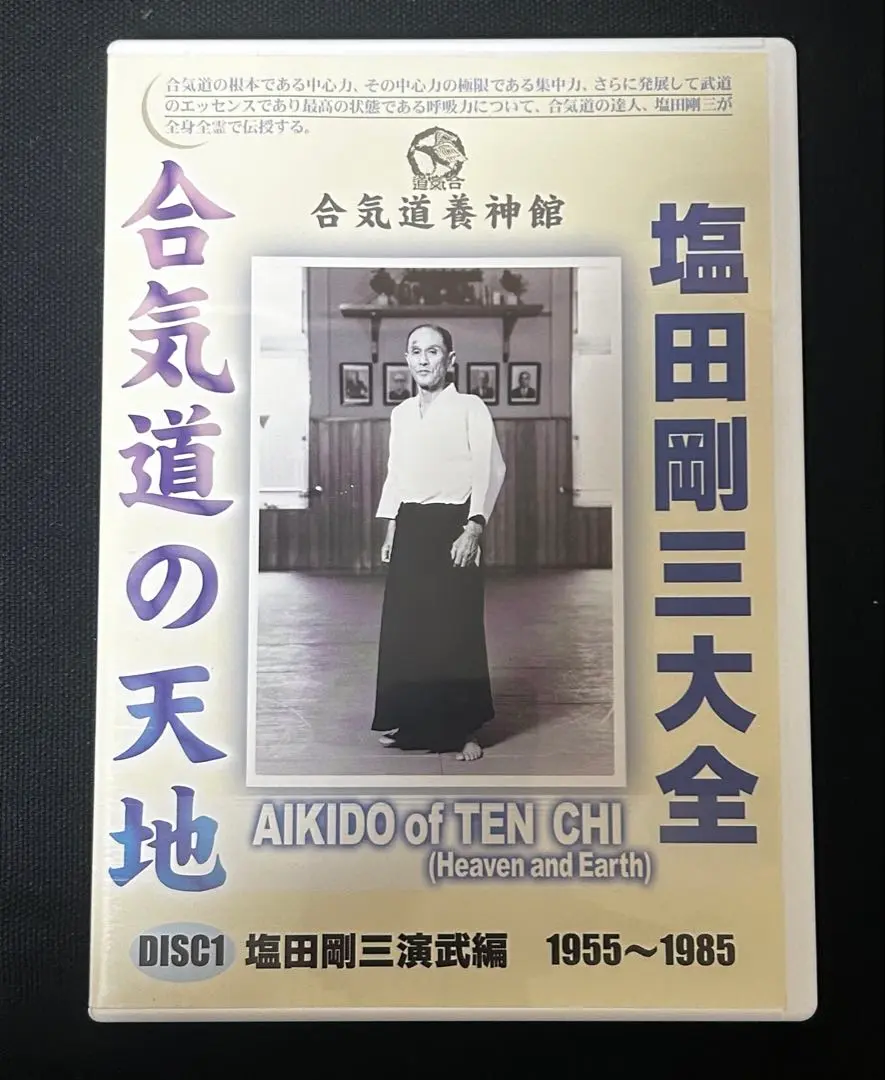 合気道の根本である中心力、その中心力の極限である集中力、さらに発展して武道
のエッセンスであり最高の状態である呼吸力について、合気道の達人、塩田剛三が
全身全霊で伝授する。
道気合
合気道養神館
塩田剛三大全
合気道の天地
AIKIDO of TEN CHI
(Heaven and Earth)
DISC1 塩田剛三演武編 1955〜1985